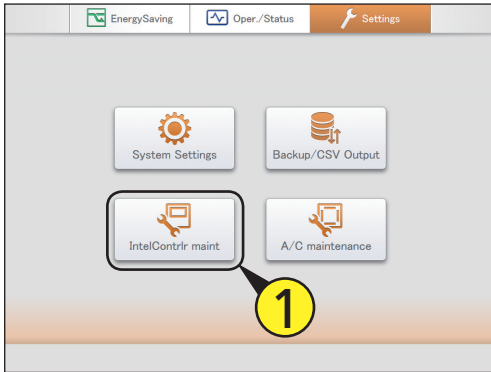 EnergySaving
Oper./Status
Settings
System Settings
Backup/CSV Output
IntelContrlr maint
A/C maintenance
1